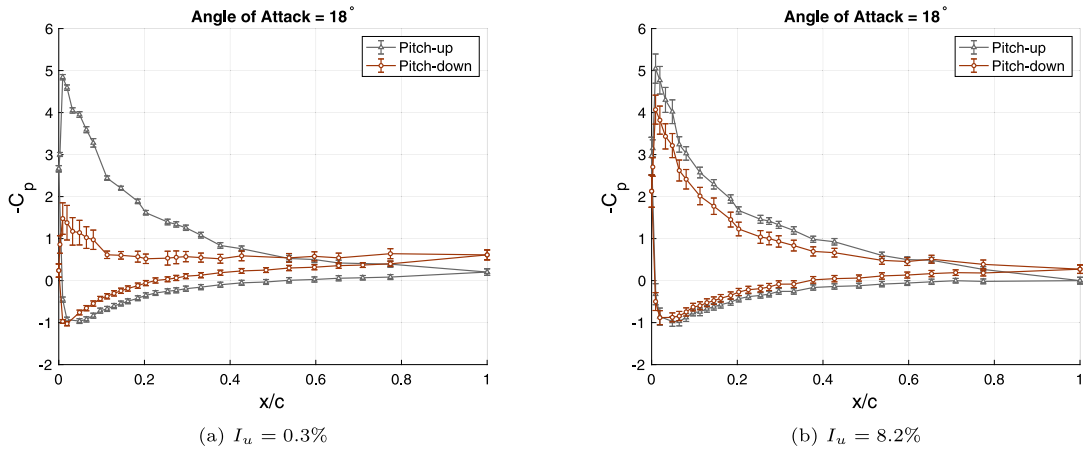 Angle of Attack = 18°
Pitch-up
Pitch-down
-C_p
6
5
4
3
2
1
0
-1
-2
0
0.2
0.4
0.6
0.8
1
x/c
(a) I_u = 0.3%
Angle of Attack = 18°
Pitch-up
Pitch-down
-C_p
6
5
4
3
2
1
0
-1
-2
0
0.2
0.4
0.6
0.8
1
x/c
(b) I_u = 8.2%